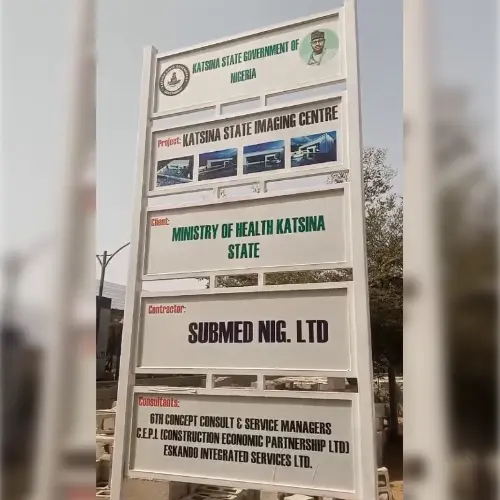 KATSINA STATE GOVERNMENT OF
NIGERIA
Project: KATSINA STATE IMAGING CENTRE
Client:
MINISTRY OF HEALTH KATSINA
STATE
Contractor:
SUBMED NIG. LTD
Consultants:
6TH CONCEPT CONSULT & SERVICE MANAGERS
C.E.P.L (CONSTRUCTION ECONOMIC PARTNERSHIP LTD)
ESKANDO INTEGRATED SERVICES LTD.